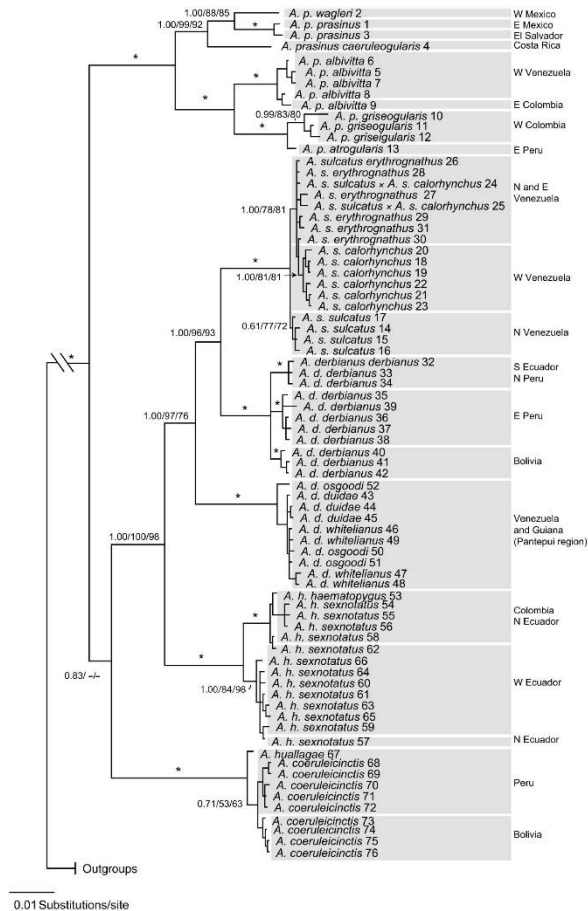 1.00/88/85
A. p. wagleri 2
W Mexico
*
A. p. prasinus 1
E Mexico
1.00/99/92
A. p. prasinus 3
El Salvador
A. prasinus caeruleogularis 4
Costa Rica
*
A. p. albivitta 6
*
A. p. albivitta 5
W Venezuela
A. p. albivitta 7
*
A. p. albivitta 8
A. p. albivitta 9
E Colombia
0.99/83/80
A. p. griseogularis 10
*
A. p. griseogularis 11
W Colombia
A. p. griseigularis 12
A. p. atrogularis 13
E Peru
A. sulcatus erythrognathus 26
A. s. erythrognathus 28
A. s. sulcatus × A. s. calorhynchus 24
N and E
Venezuela
1.00/78/81
A. s. erythrognathus 27
A. s. sulcatus × A. s. calorhynchus 25
A. s. erythrognathus 29
A. s. erythrognathus 31
A. s. erythrognathus 30
*
A. s. calorhynchus 20
A. s. calorhynchus 18
1.00/81/81
A. s. calorhynchus 19
W Venezuela
A. s. calorhynchus 22
A. s. calorhynchus 21
A. s. calorhynchus 23
0.61/77/72
A. s. sulcatus 17
A. s. sulcatus 14
N Venezuela
A. s. sulcatus 15
A. s. sulcatus 16
1.00/96/93
*
A. derbianus derbianus 32
S Ecuador
*
A. d. derbianus 33
N Peru
A. d. derbianus 34
A. d. derbianus 35
*
A. d. derbianus 39
A. d. derbianus 36
E Peru
*
A. d. derbianus 37
A. d. derbianus 38
1.00/97/76
*
A. d. derbianus 40
A. d. derbianus 41
Bolivia
A. d. derbianus 42
A. d. osgoodi 52
A. d. duidae 43
A. d. duidae 44
*
A. d. duidae 45
Venezuela
A. d. whitelianus 46
and Guiana
A. d. whitelianus 49
(Pantepui region)
A. d. osgoodi 50
A. d. osgoodi 51
A. d. whitelianus 47
A. d. whitelianus 48
1.00/100/98
A. h. haematopygus 53
*
A. h. sexnotatus 54
Colombia
A. h. sexnotatus 55
N Ecuador
A. h. sexnotatus 56
A. h. sexnotatus 58
A. h. sexnotatus 62
*
A. h. sexnotatus 66
A. h. sexnotatus 64
0.83/ –/–
1.00/84/98
A. h. sexnotatus 60
W Ecuador
A. h. sexnotatus 61
A. h. sexnotatus 63
A. h. sexnotatus 65
A. h. sexnotatus 59
A. h. sexnotatus 57
N Ecuador
*
A. huallagae 67
A. coeruleicinctis 68
A. coeruleicinctis 69
A. coeruleicinctis 70
Peru
0.71/53/63
A. coeruleicinctis 71
A. coeruleicinctis 72
A. coeruleicinctis 73
A. coeruleicinctis 74
Bolivia
A. coeruleicinctis 75
A. coeruleicinctis 76
Outgroups
0.01 Substitutions/site